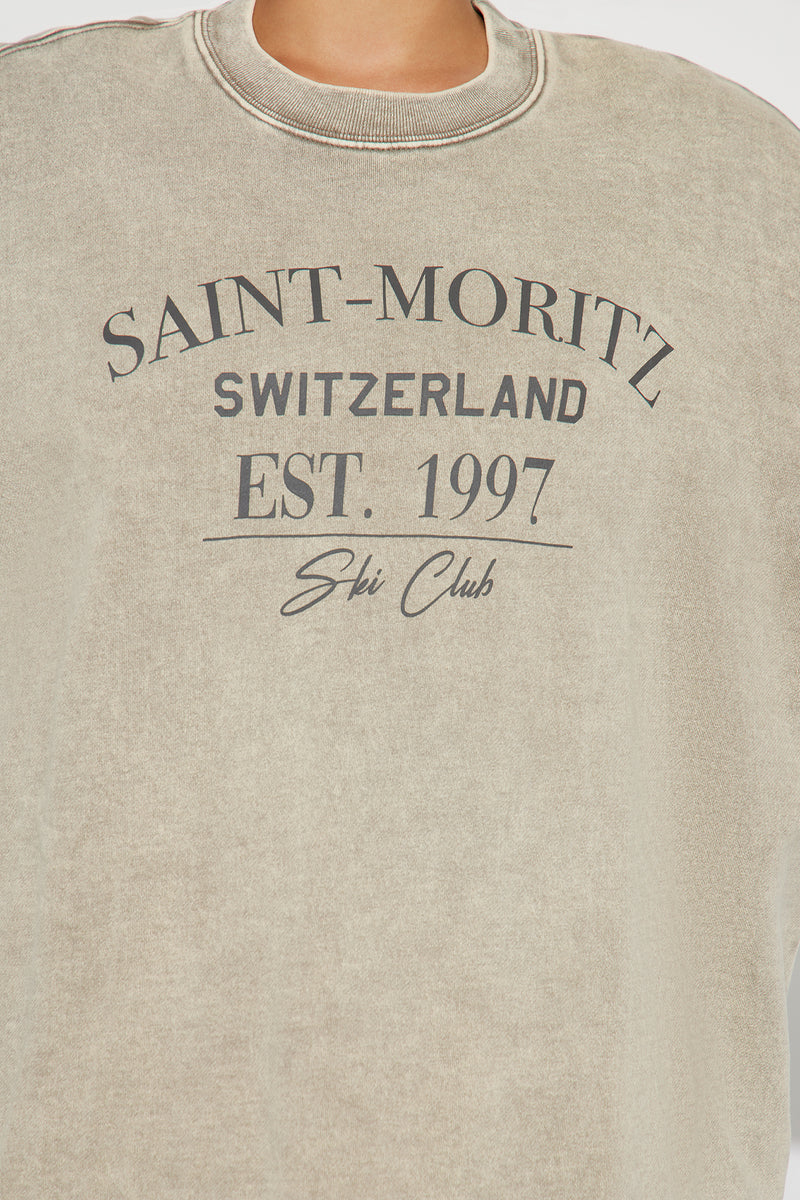 SAINT-MORITZ
SWITZERLAND
EST. 1997
Ski Club